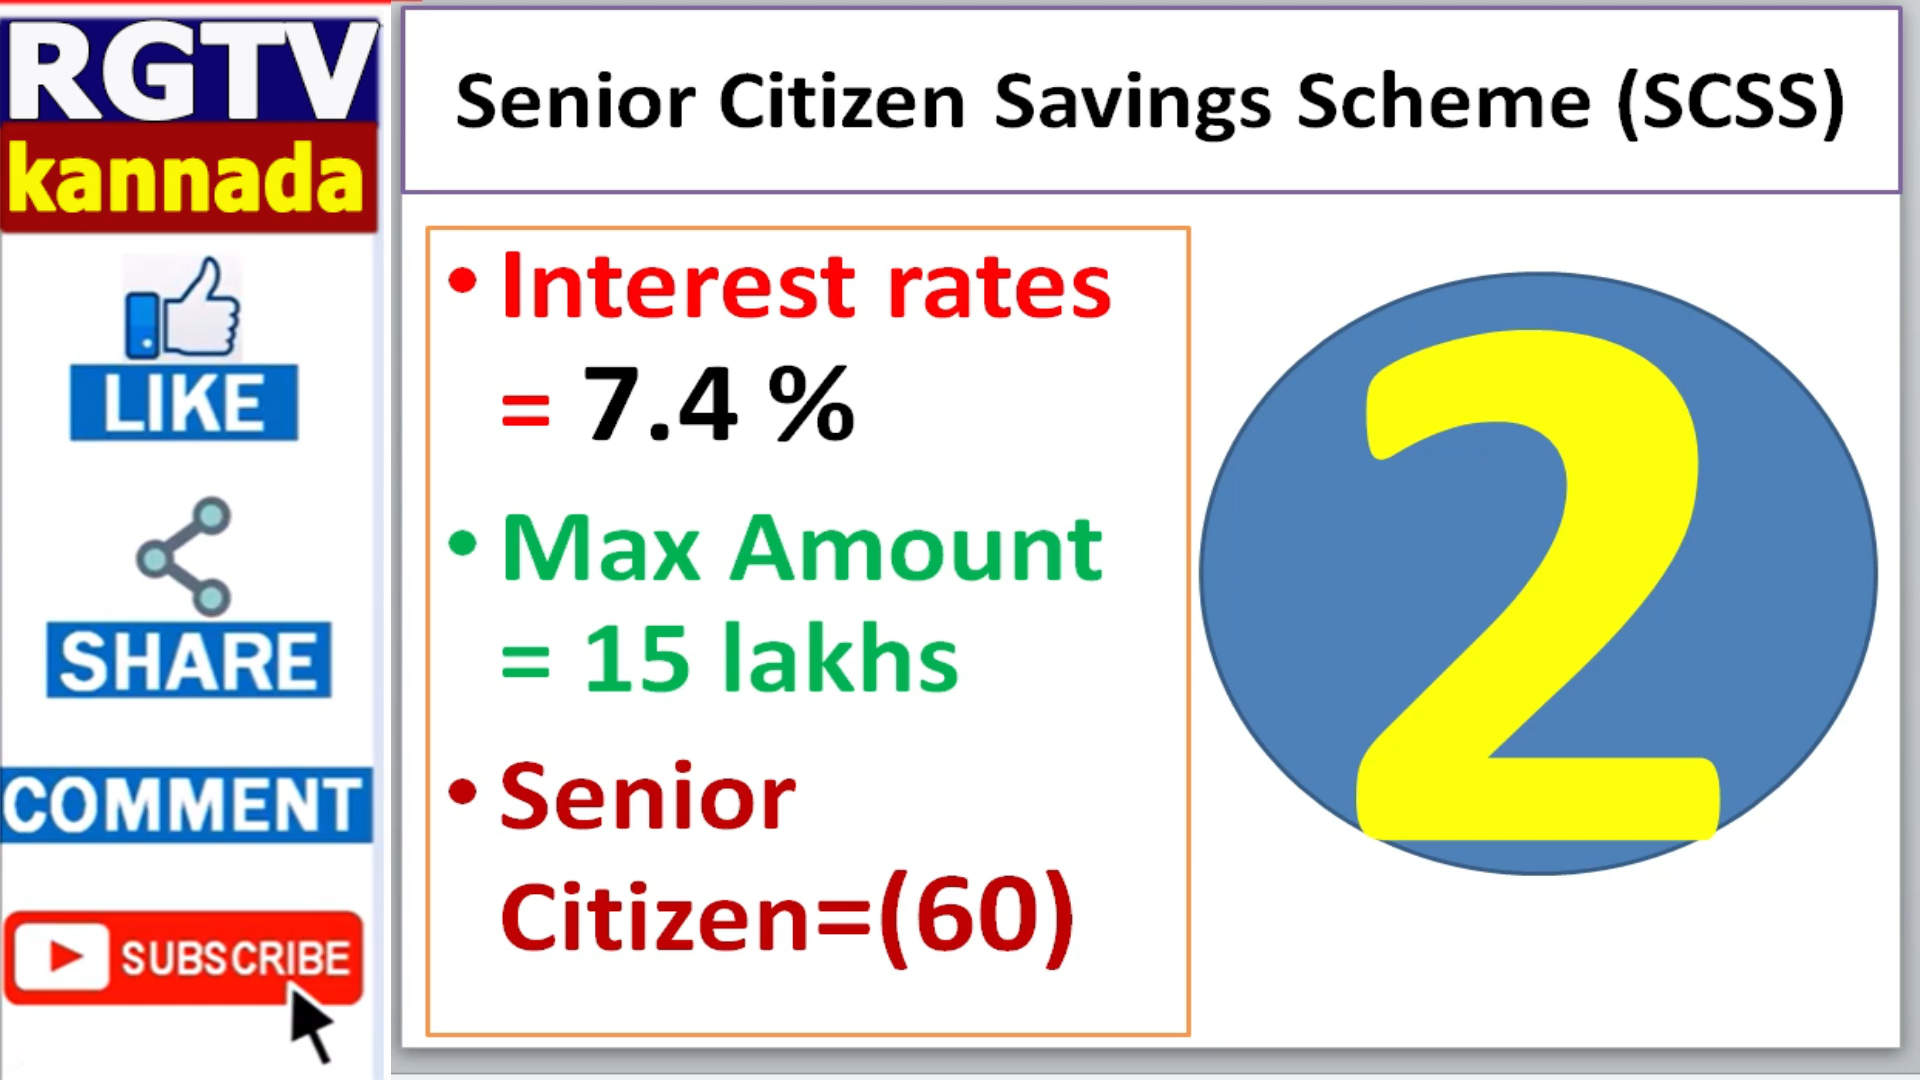 RGTV
kannada
LIKE
SHARE
COMMENT
SUBSCRIBE
Senior Citizen Savings Scheme (SCSS)
• Interest rates
= 7.4 %
• Max Amount
= 15 lakhs
• Senior
Citizen=(60)
2